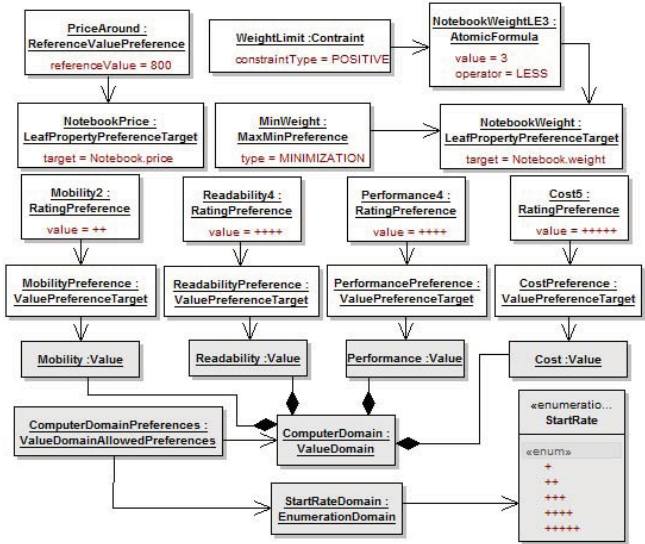 PriceAround :
ReferenceValuePreference
referenceValue = 800
WeightLimit :Contraint
constraintType = POSITIVE
NotebookWeightLE3 :
AtomicFormula
value = 3
operator = LESS
NotebookPrice :
LeafPropertyPreferenceTarget
target = Notebook.price
MinWeight :
MaxMinPreference
type = MINIMIZATION
NotebookWeight :
LeafPropertyPreferenceTarget
target = Notebook.weight
Mobility2 :
RatingPreference
value = ++
Readability4 :
RatingPreference
value = ++++
Performance4 :
RatingPreference
value = ++++
Cost5 :
RatingPreference
value = +++++
MobilityPreference :
ValuePreferenceTarget
ReadabilityPreference :
ValuePreferenceTarget
PerformancePreference :
ValuePreferenceTarget
CostPreference :
ValuePreferenceTarget
Mobility :Value
Readability :Value
Performance :Value
Cost :Value
ComputerDomainPreferences :
ValueDomainAllowedPreferences
ComputerDomain :
ValueDomain
StartRateDomain :
EnumerationDomain
«enumeratio...
StartRate
«enum»
+
++
+++
++++
+++++